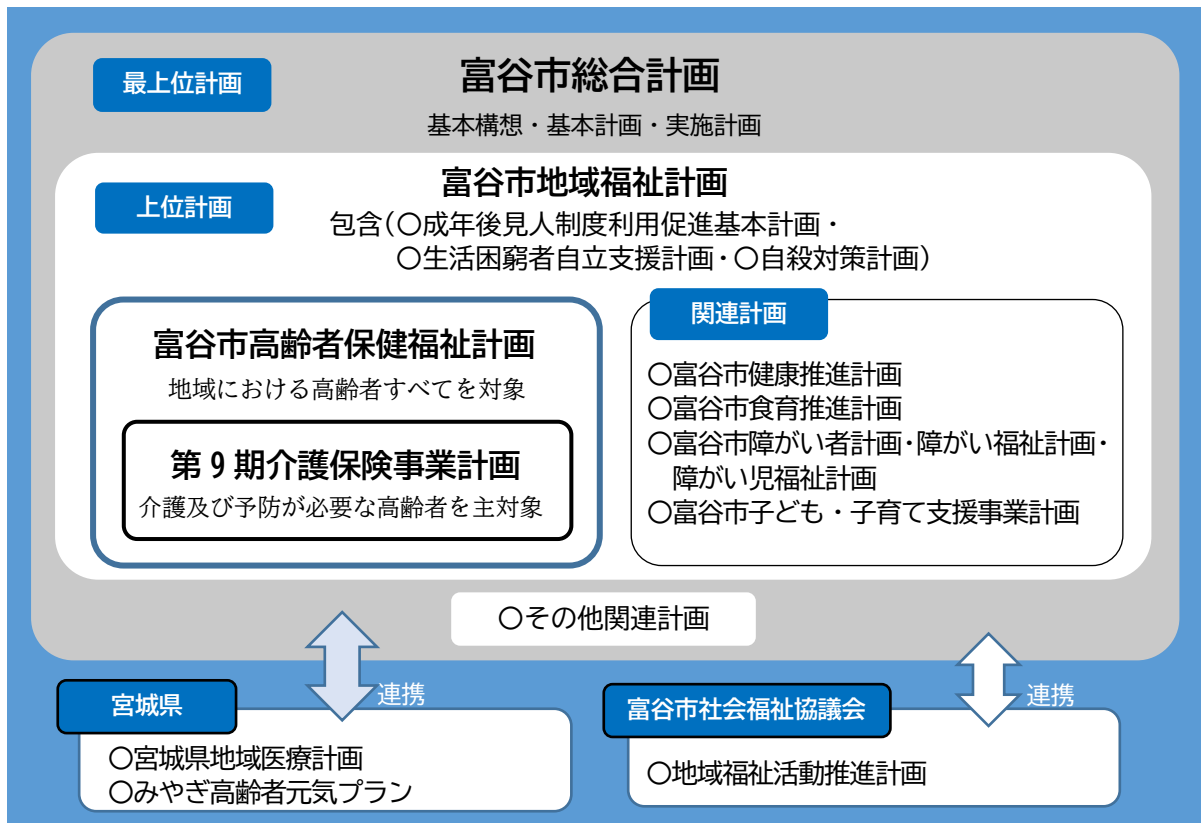 最上位計画
富谷市総合計画
基本構想・基本計画・実施計画
上位計画
富谷市地域福祉計画
包含(〇成年後見人制度利用促進基本計画・
〇生活困窮者自立支援計画・〇自殺対策計画)
富谷市高齢者保健福祉計画
地域における高齢者すべてを対象
第9期介護保険事業計画
介護及び予防が必要な高齢者を主対象
関連計画
〇富谷市健康推進計画
〇富谷市食育推進計画
〇富谷市障がい者計画・障がい福祉計画・
障がい児福祉計画
〇富谷市子ども・子育て支援事業計画
〇その他関連計画
連携
宮城県
〇宮城県地域医療計画
〇みやぎ高齢者元気プラン
連携
富谷市社会福祉協議会
〇地域福祉活動推進計画